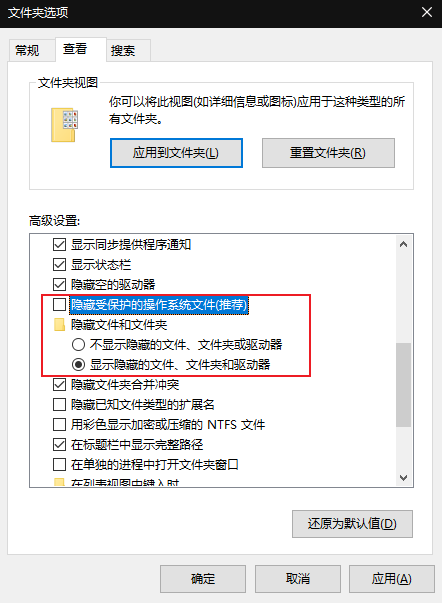 文件夹选项
常规
查看
搜索
文件夹视图
你可以将此视图(如详细信息或图标)应用于这种类型的所
有文件夹。
应用到文件夹(L)
重置文件夹(R)
高级设置:
显示同步提供程序通知
显示状态栏
隐藏空的驱动器
隐藏受保护的操作系统文件(推荐)
隐藏文件和文件夹
不显示隐藏的文件、文件夹或驱动器
显示隐藏的文件、文件夹和驱动器
隐藏文件夹合并冲突
隐藏已知文件类型的扩展名
用彩色显示加密或压缩的 NTFS 文件
在标题栏中显示完整路径
在单独的进程中打开文件夹窗口
在列表视图中键入时
还原为默认值(D)
确定
取消
应用(A)